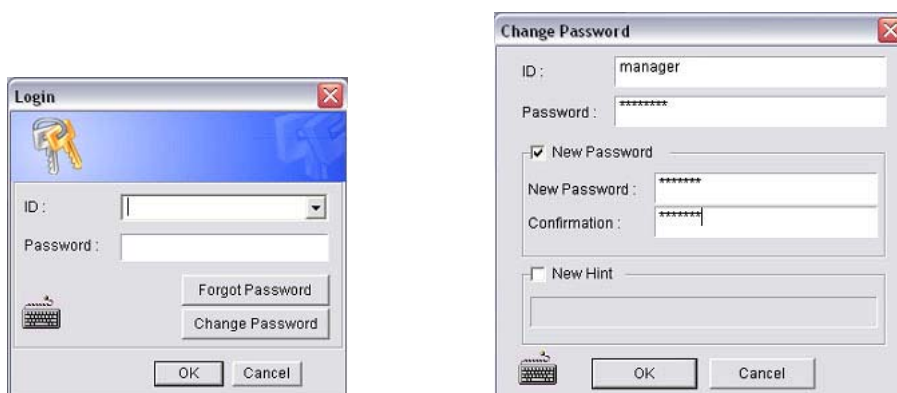 Login
ID :
Password :
Forgot Password
Change Password
OK
Cancel
Change Password
ID :
manager
Password :
********
New Password
New Password :
*******
Confirmation :
*******
New Hint
OK
Cancel